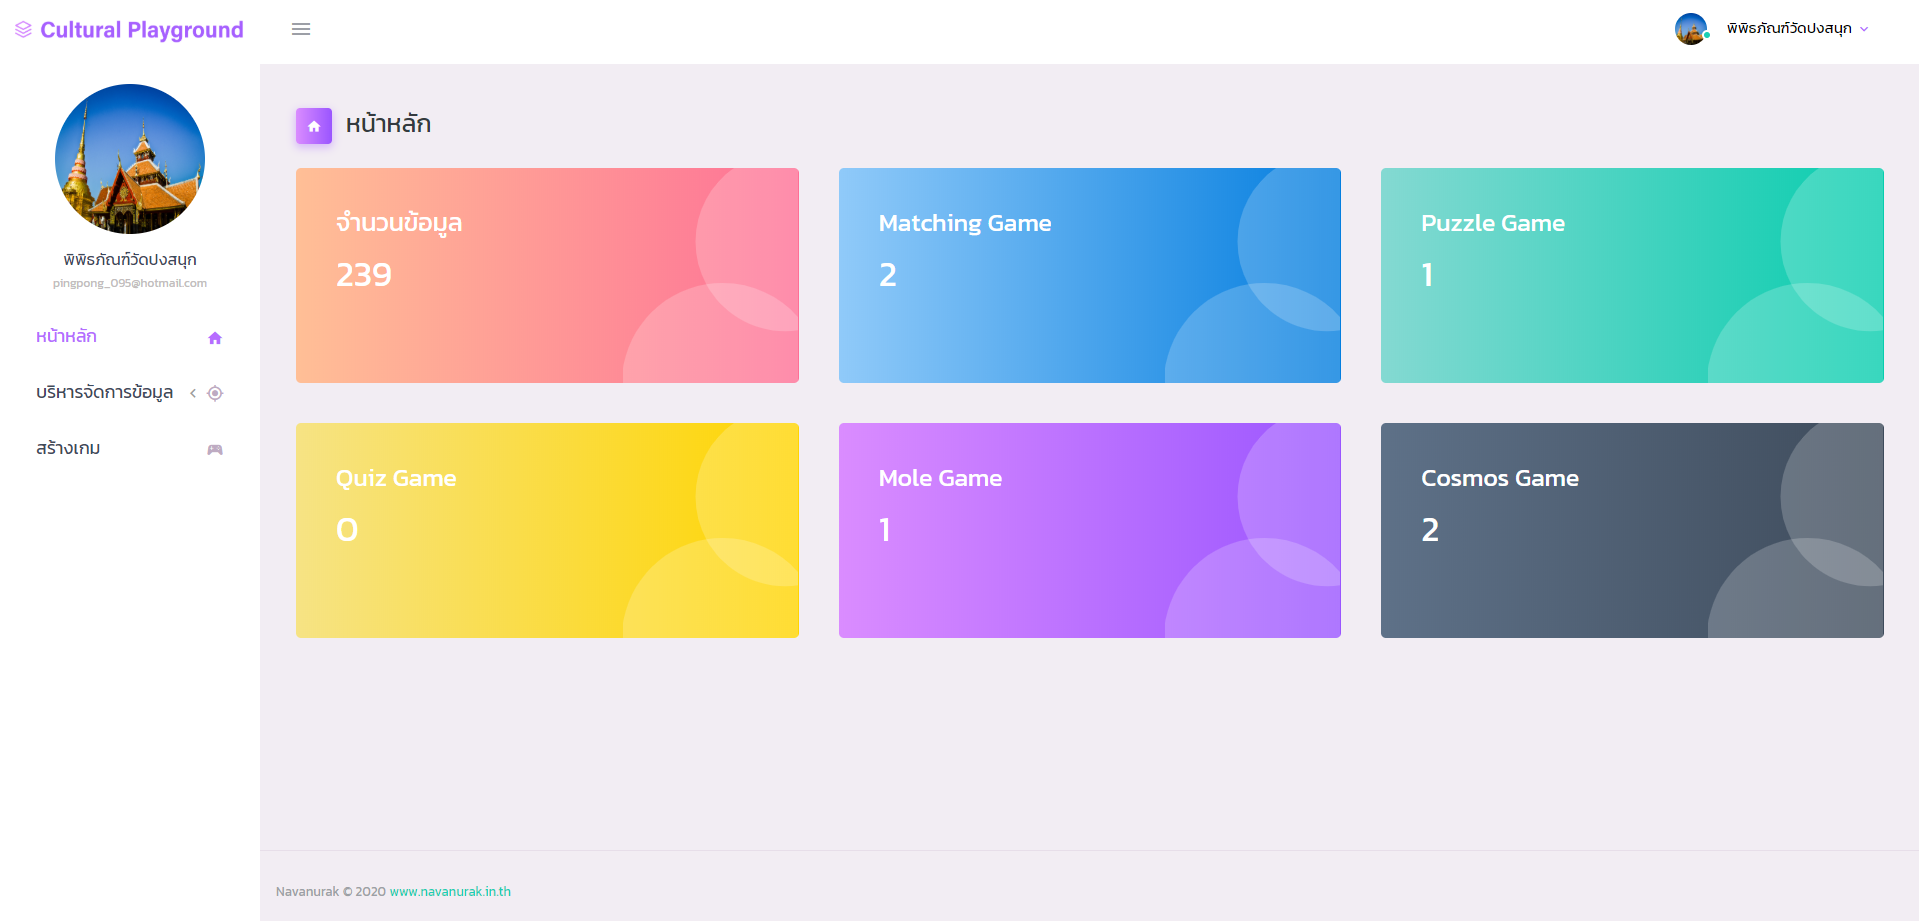 Cultural Playground
พิพิธภัณฑ์วัดปงสนุก
พิพิธภัณฑ์วัดปงสนุก
pingpong_095@hotmail.com
หน้าหลัก
บริหารจัดการข้อมูล
สร้างเกม
หน้าหลัก
จำนวนข้อมูล
239
Matching Game
2
Puzzle Game
1
Quiz Game
0
Mole Game
1
Cosmos Game
2
Navanurak © 2020 www.navanurak.in.th